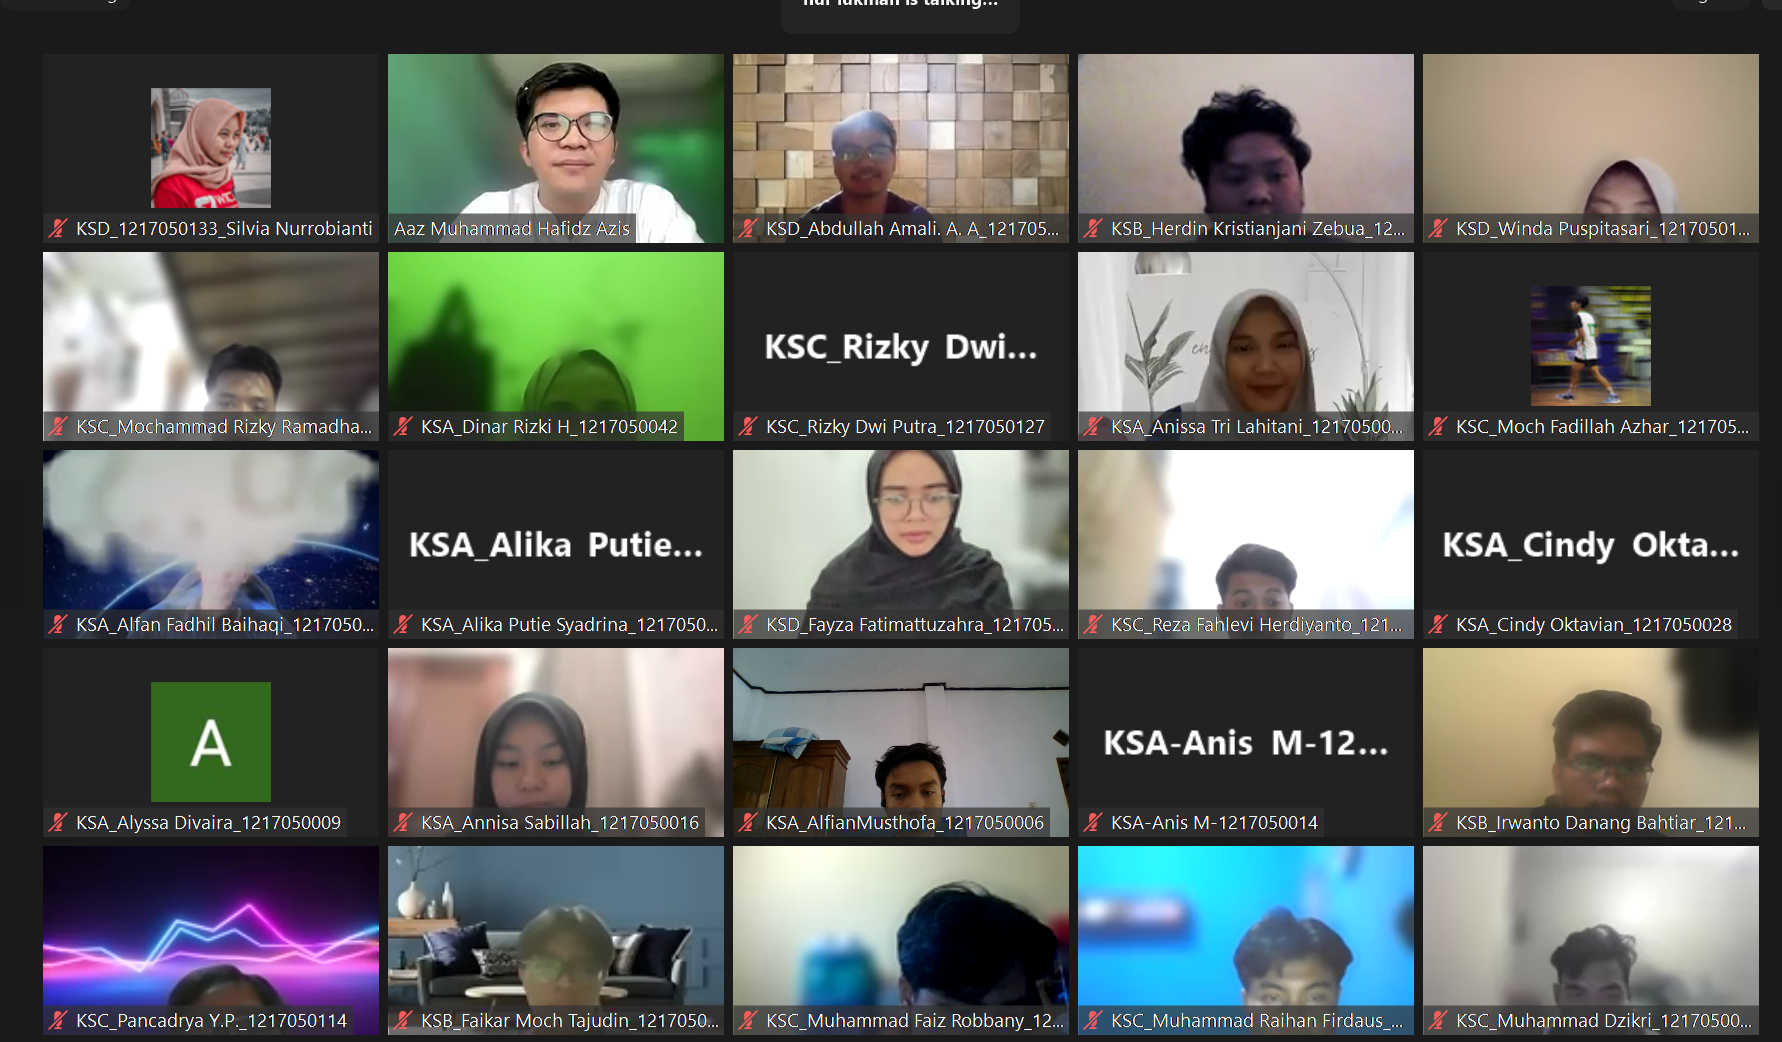 nur lukman is talking...
KSD_1217050133_Silvia Nurrobianti
Aaz Muhammad Hafidz Azis
KSD_Abdullah Amali. A. A_121705...
KSB_Herdin Kristianjani Zebua_12...
KSD_Winda Puspitasari_12170501...
KSC_Mochammad Rizky Ramadha...
KSA_Dinar Rizki H_1217050042
KSC_Rizky Dwi...
KSC_Rizky Dwi Putra_1217050127
KSA_Anissa Tri Lahitani_12170500...
KSC_Moch Fadillah Azhar_121705...
KSA_Alfan Fadhil Baihaqi_1217050...
KSA_Alika Putie...
KSA_Alika Putie Syadrina_1217050...
KSD_Fayza Fatimattuzahra_121705...
KSC_Reza Fahlevi Herdiyanto_121...
KSA_Cindy Okta...
KSA_Cindy Oktavian_1217050028
A
KSA_Alyssa Divaira_1217050009
KSA_Annisa Sabillah_1217050016
KSA_AlfianMusthofa_1217050006
KSA-Anis M-12...
KSA-Anis M-1217050014
KSB_Irwanto Danang Bahtiar_121...
KSC_Pancadrya Y.P._1217050114
KSB_Faikar Moch Tajudin_1217050...
KSC_Muhammad Faiz Robbany_12...
KSC_Muhammad Raihan Firdaus_...
KSC_Muhammad Dzikri_12170500...